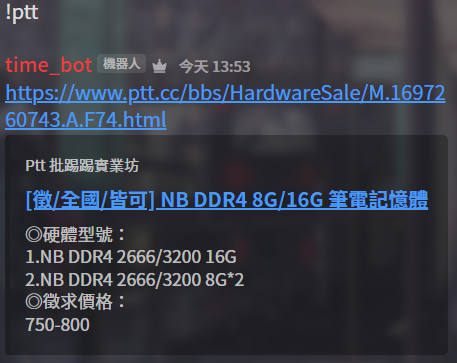 !ptt
time_bot 機器人 今天 13:53
https://www.ptt.cc/bbs/HardwareSale/M.16972
60743.A.F74.html
Ptt 批踢踢實業坊
[徵/全國/皆可] NB DDR4 8G/16G 筆電記憶體
◎硬體型號：
1.NB DDR4 2666/3200 16G
2.NB DDR4 2666/3200 8G*2
◎徵求價格：
750-800